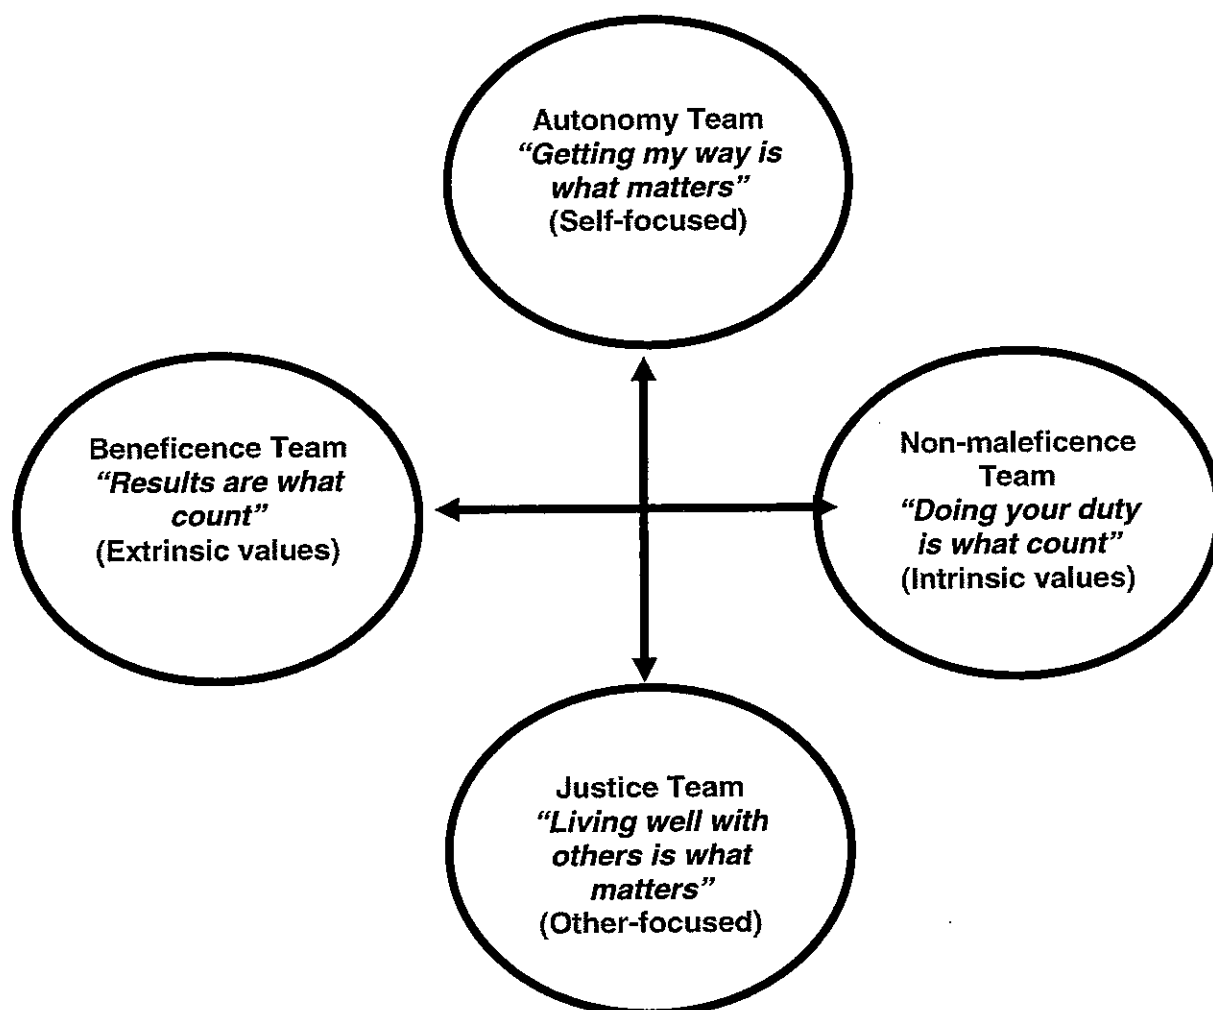 Autonomy Team
“Getting my way is
what matters”
(Self-focused)
Beneficence Team
“Results are what
count”
(Extrinsic values)
Non-maleficence
Team
“Doing your duty
is what count”
(Intrinsic values)
Justice Team
“Living well with
others is what
matters”
(Other-focused)